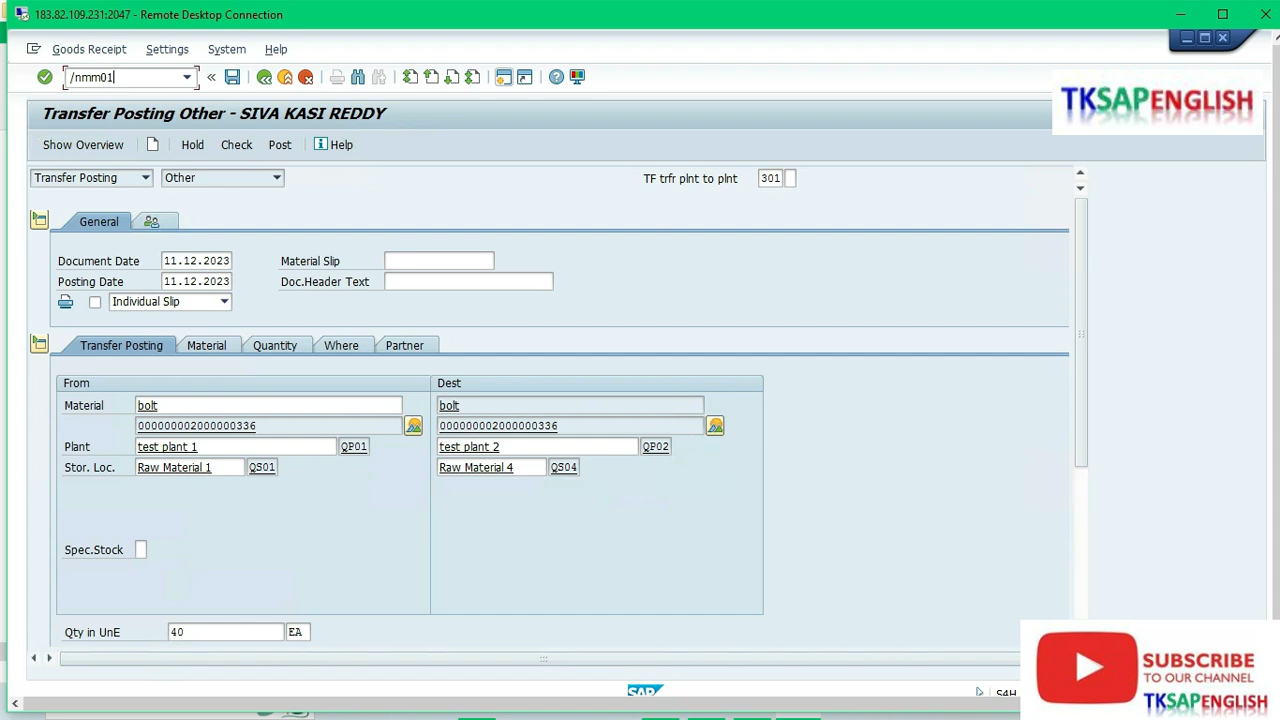 183.82.109.231:2047 - Remote Desktop Connection
Goods Receipt Settings System Help
/nmm01
TKSAPENGLISH
Transfer Posting Other - SIVA KASI REDDY
Show Overview Hold Check Post Help
Transfer Posting Other TF trfr plnt to plnt 301
General
Document Date 11.12.2023 Material Slip
Posting Date 11.12.2023 Doc.Header Text
Individual Slip
Transfer Posting Material Quantity Where Partner
From Dest
Material bolt bolt
000000002000000336 000000002000000336
Plant test plant 1 QP01 test plant 2 QP02
Stor. Loc. Raw Material 1 QS01 Raw Material 4 QS04
Spec.Stock
Qty in UnE 40 EA
SUBSCRIBE
TO OUR CHANNEL
TKSAPENGLISH
SAP
S4H